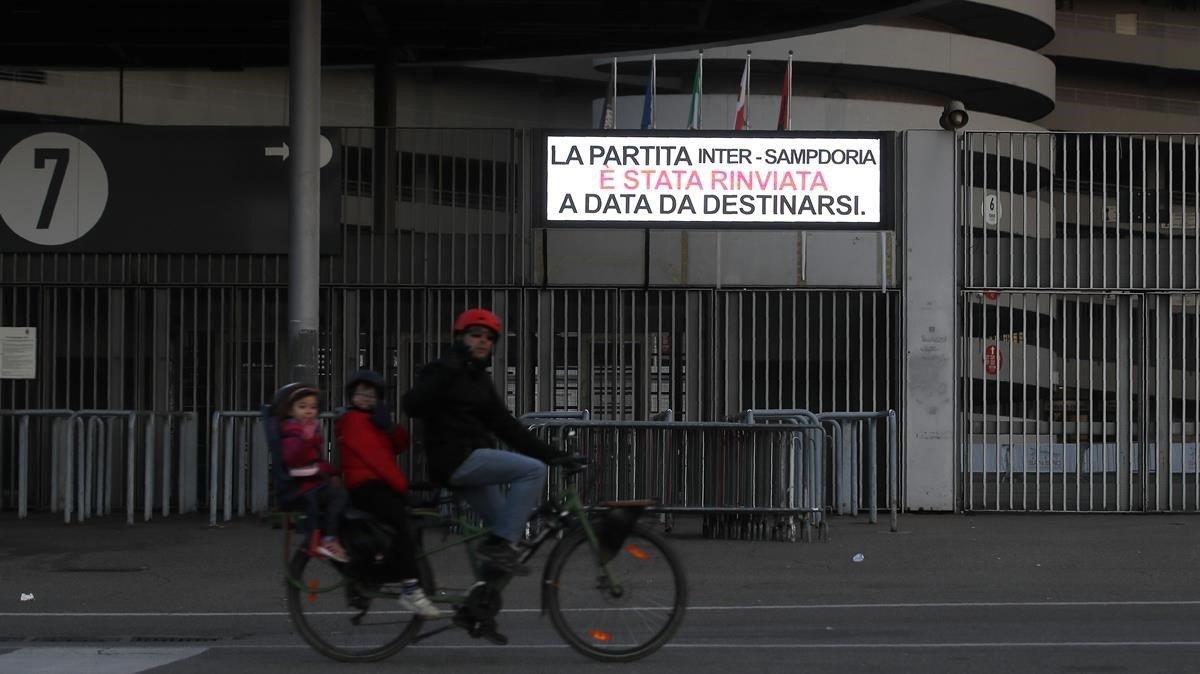 7 →
LA PARTITA INTER - SAMPDORIA
È STATA RINVIATA
A DATA DA DESTINARSI.
6